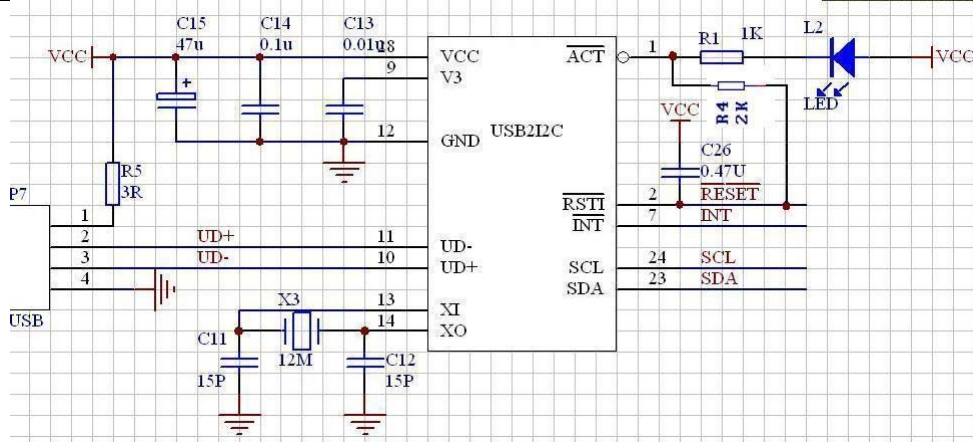 C15
47u
C14
0.1u
C13
0.01u
VCC
28
VCC
9
V3
12
GND
USB2I2C
ACT
1
R1
1K
L2
LED
VCC
R4
2K
VCC
C26
0.47U
RSTI
2
RESET
INT
7
INT
SCL
24
SCL
SDA
23
SDA
R5
3R
P7
1
2
UD+
11
UD-
3
UD-
10
UD+
4
USB
X3
12M
13
XI
14
XO
C11
15P
C12
15P